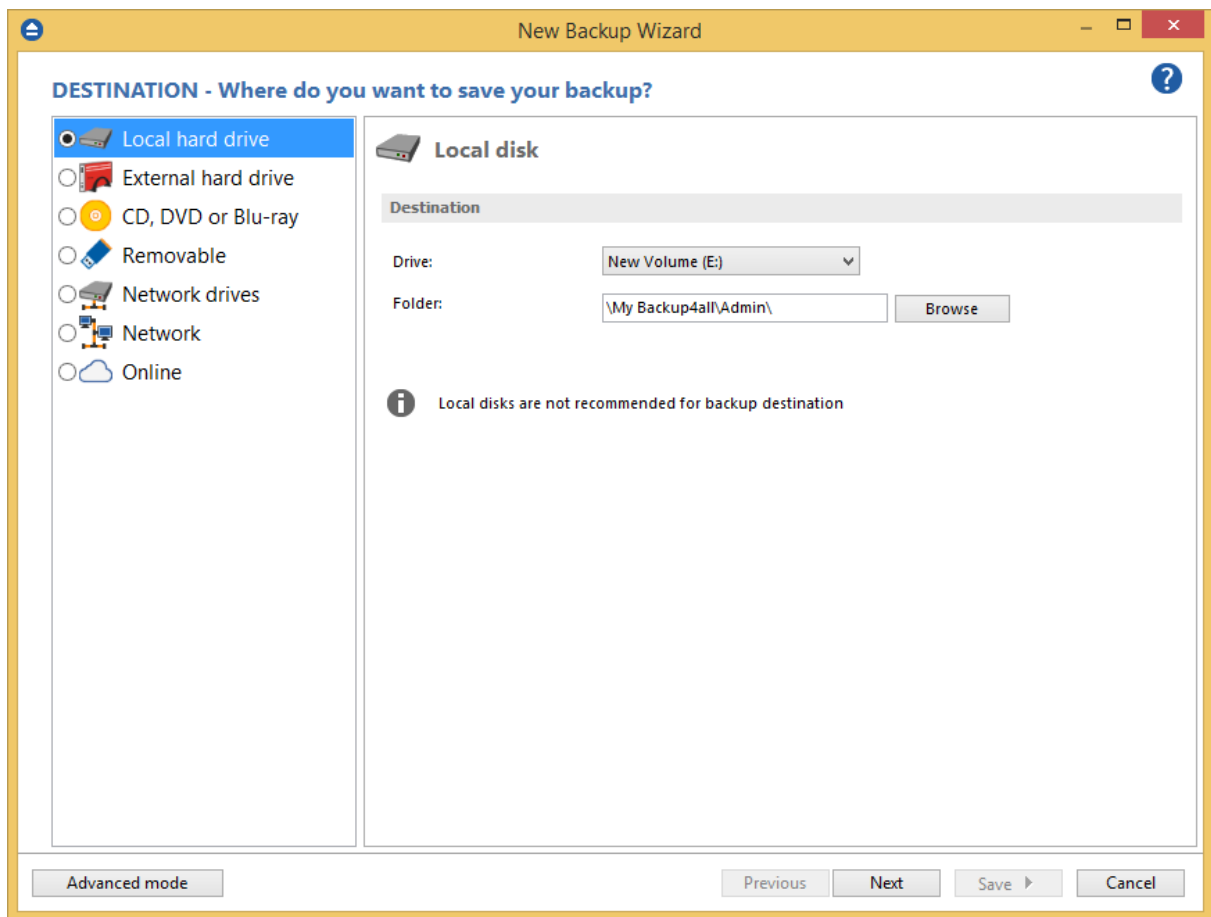 New Backup Wizard
DESTINATION - Where do you want to save your backup?
?
Local hard drive
External hard drive
CD, DVD or Blu-ray
Removable
Network drives
Network
Online
Local disk
Destination
Drive: New Volume (E:)
Folder: \My Backup4all\Admin\ Browse
Local disks are not recommended for backup destination
Advanced mode Previous Next Save Cancel